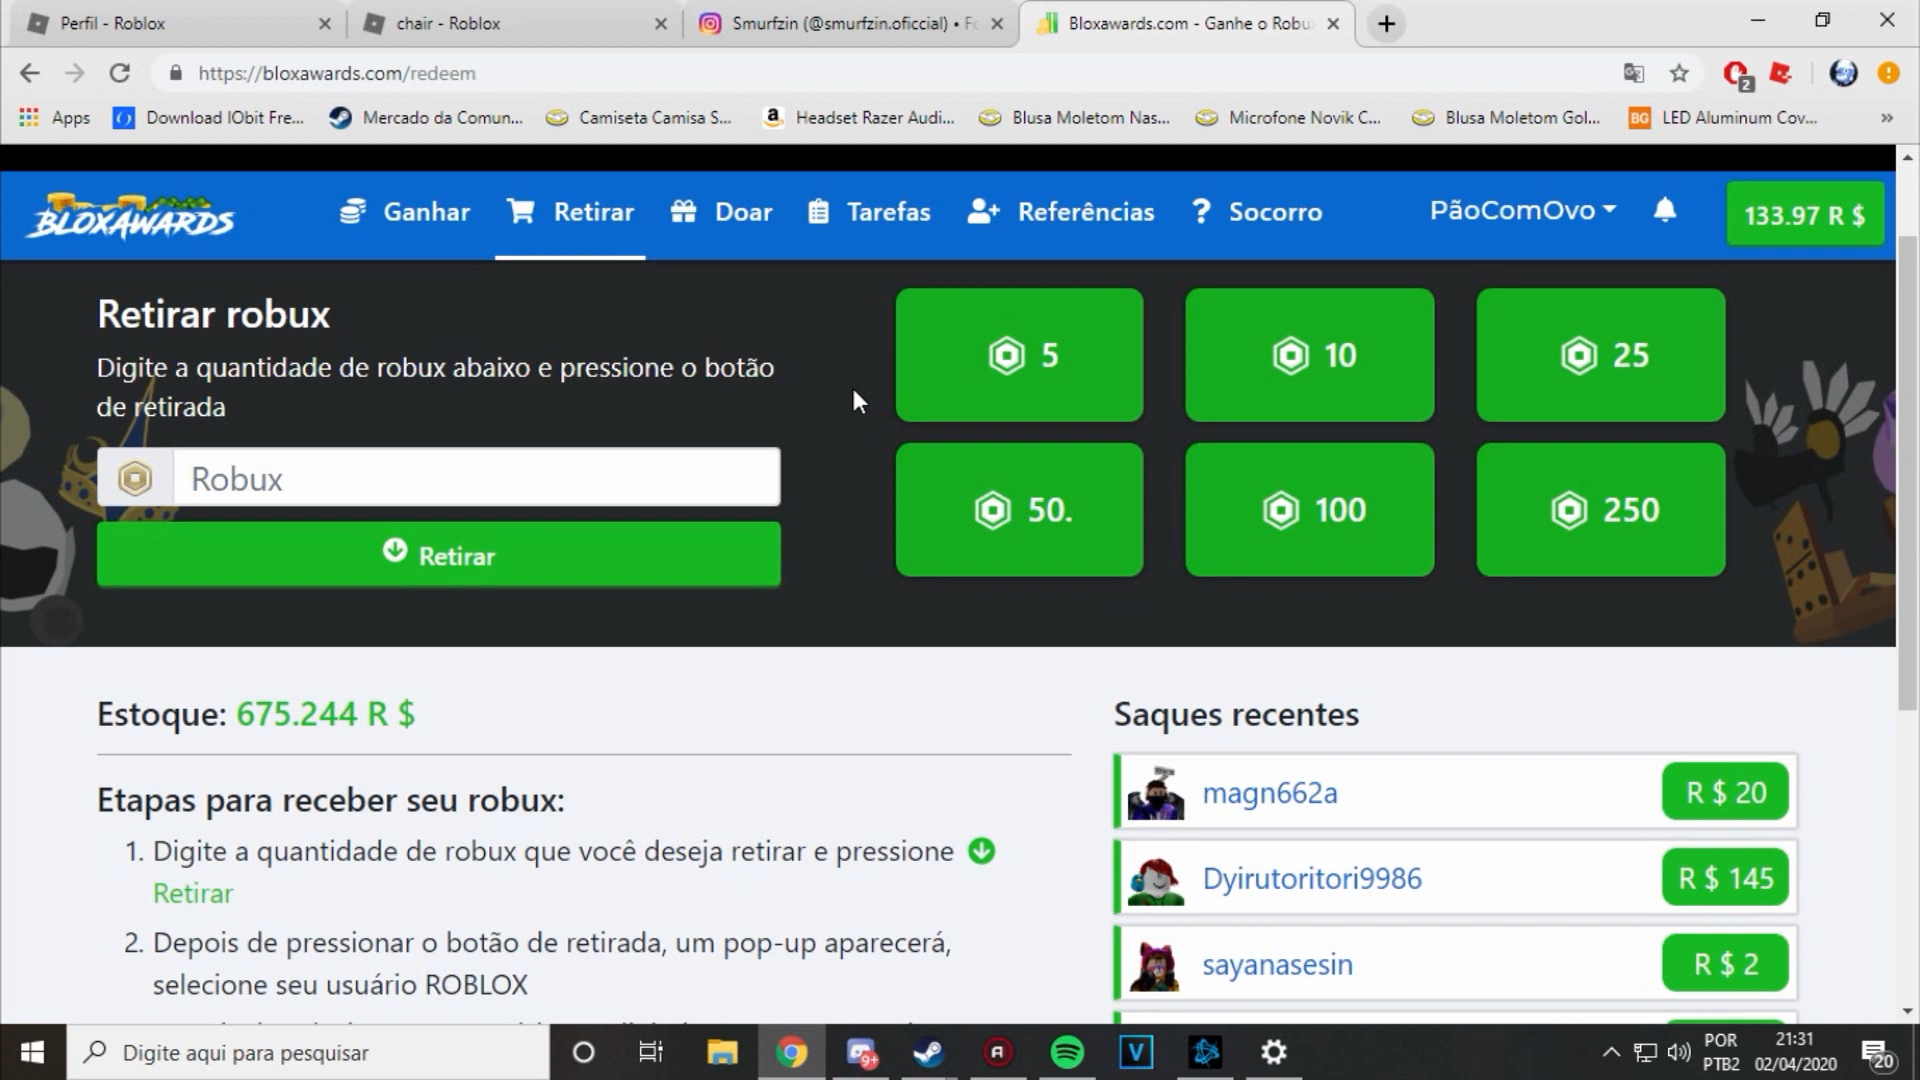 Perfil - Roblox
chair - Roblox
Smurfzin (@smurfzin.oficcial) • Fo
Bloxawards.com - Ganhe o Robu
https://bloxawards.com/redeem
2
Apps
Download IObit Fre...
Mercado da Comun...
Camiseta Camisa S...
Headset Razer Audi...
Blusa Moletom Nas...
Microfone Novik C...
Blusa Moletom Gol...
BG LED Aluminum Cov...
BLOXAWARDS
Ganhar
Retirar
Doar
Tarefas
Referências
Socorro
PãoComOvo
133.97 R $
Retirar robux
Digite a quantidade de robux abaixo e pressione o botão
de retirada
Robux
Retirar
5
10
25
50.
100
250
Estoque: 675.244 R $
Etapas para receber seu robux:
1. Digite a quantidade de robux que você deseja retirar e pressione
Retirar
2. Depois de pressionar o botão de retirada, um pop-up aparecerá,
selecione seu usuário ROBLOX
Saques recentes
magn662a
R $ 20
Dyirutoritori9986
R $ 145
sayanasesin
R $ 2
Digite aqui para pesquisar
9+
POR
PTB2
21:31
02/04/2020
20